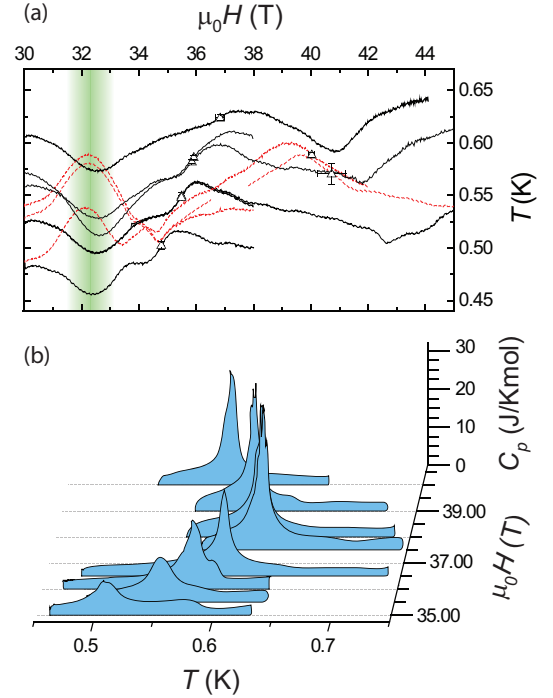 (a)
μ₀H (T)
30 32 34 36 38 40 42 44
0.65
0.60
0.55
0.50
0.45
T (K)
(b)
30
20
10
0
C_p (J/Kmol)
39.00
37.00
35.00
μ₀H (T)
0.5 0.6 0.7
T (K)